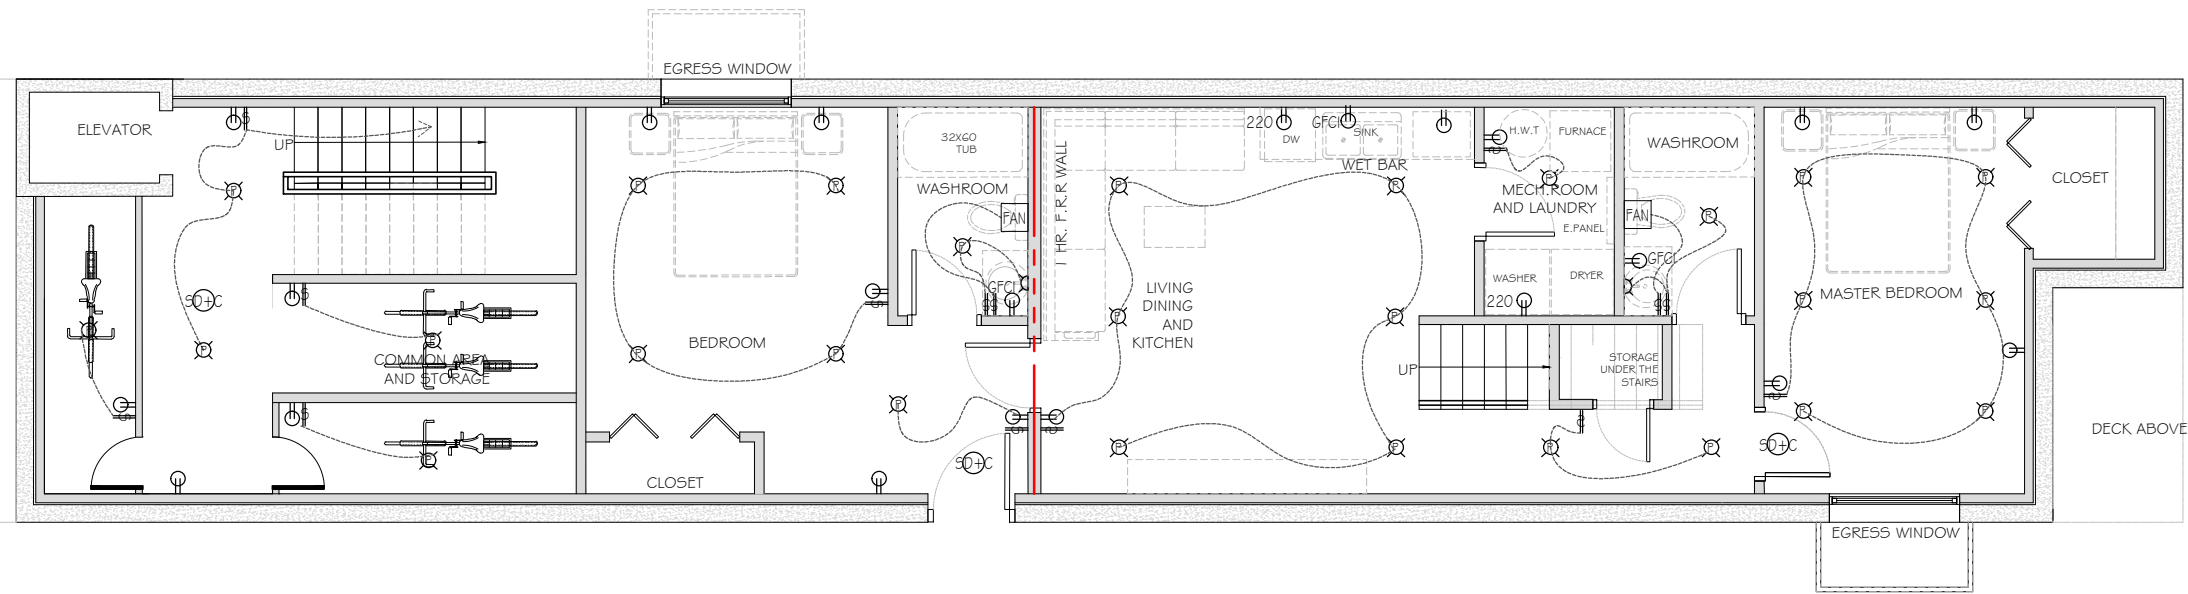 EGRESS WINDOW
ELEVATOR
S
UP
P
SD+C
P
P
S
S
P
COMMON AREA
AND STORAGE
S
S
P
R
R
R
R
BEDROOM
S
CLOSET
32X60
TUB
WASHROOM
FAN
P
GFCI
SS
P
SD+C
S
S
1 HR. F.R.R WALL
P
P
P
P
P
R
LIVING
DINING
AND
KITCHEN
220
DW
GFCI
SINK
WET BAR
H.W.T
FURNACE
S
P
MECH.ROOM
AND LAUNDRY
E.PANEL
WASHER
DRYER
220
UP
STORAGE
UNDER THE
STAIRS
S
R
P
WASHROOM
FAN
R
GFCI
SS
MASTER BEDROOM
R
R
R
R
R
R
S
SD+C
CLOSET
DECK ABOVE
EGRESS WINDOW